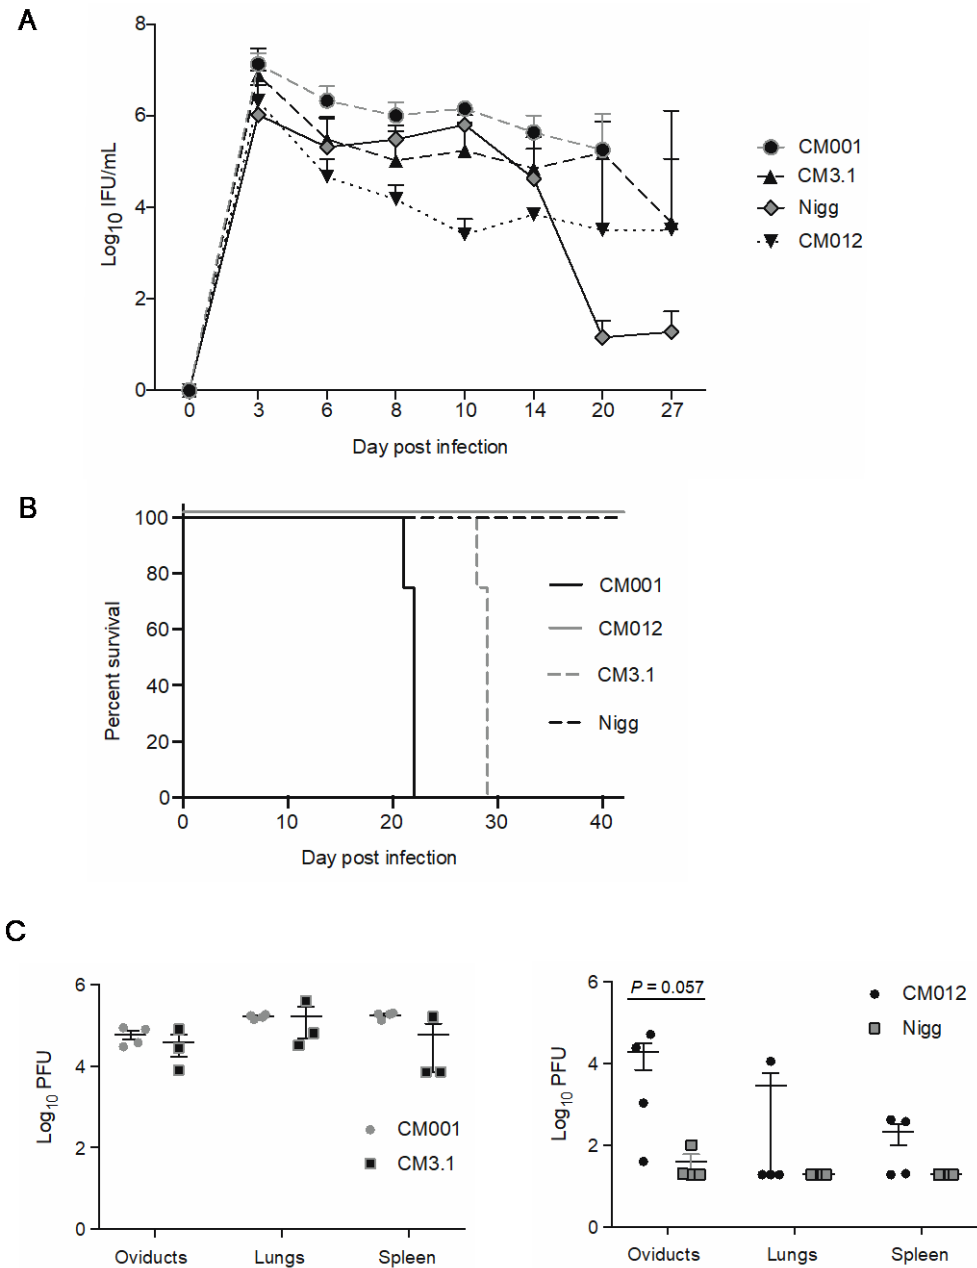 A
8
6
4
2
0
Log10 IFU/mL
0 3 6 8 10 14 20 27
Day post infection
CM001
CM3.1
Nigg
CM012
B
100
80
60
40
20
0
Percent survival
0 10 20 30 40
Day post infection
CM001
CM012
CM3.1
Nigg
C
6
4
2
0
Log10 PFU
Oviducts Lungs Spleen
CM001
CM3.1
6
4
2
0
Log10 PFU
P = 0.057
Oviducts Lungs Spleen
CM012
Nigg